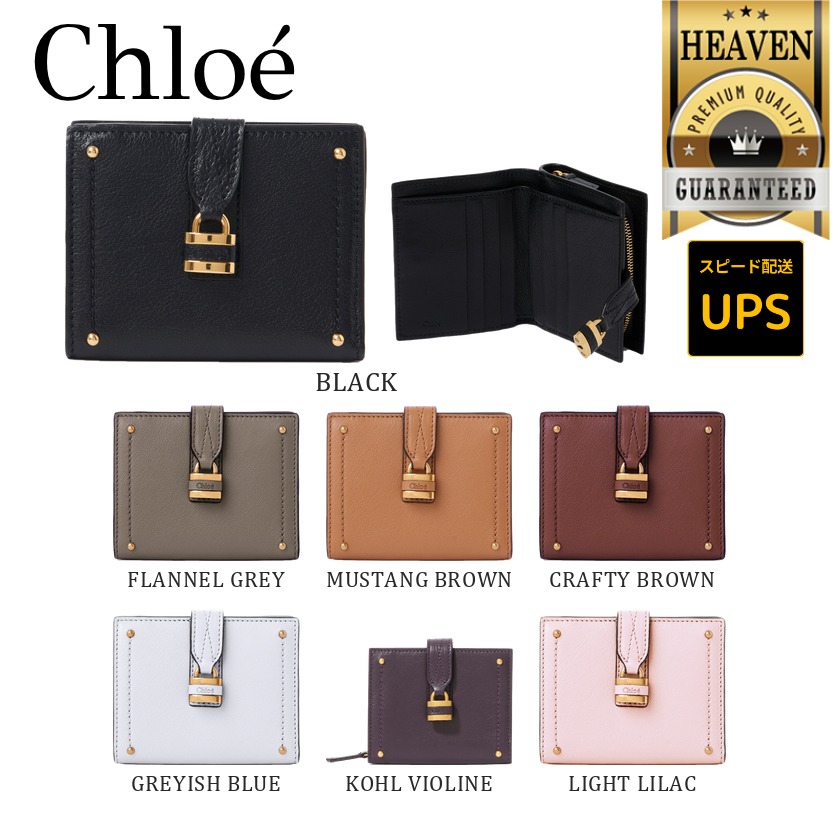 Chloé
HEAVEN
PREMIUM QUALITY
GUARANTEED
スピード配送
UPS
Chloé
BLACK
Chloé
Chloé
Chloé
FLANNEL GREY
MUSTANG BROWN
CRAFTY BROWN
Chloé
Chloé
GREYISH BLUE
KOHL VIOLINE
LIGHT LILAC